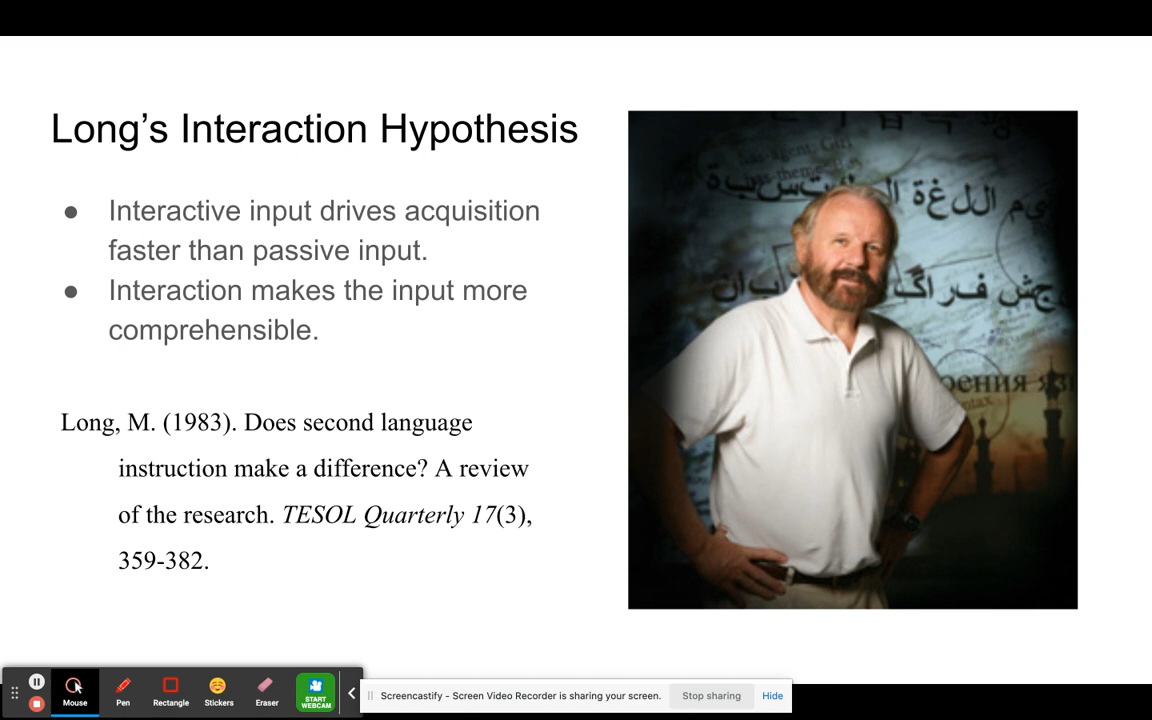 Long’s Interaction Hypothesis
● Interactive input drives acquisition
faster than passive input.
● Interaction makes the input more
comprehensible.
Long, M. (1983). Does second language
instruction make a difference? A review
of the research. TESOL Quarterly 17(3),
359-382.
Mouse
Pen
Rectangle
Stickers
Eraser
START
WEBCAM
Screencastify - Screen Video Recorder is sharing your screen.
Stop sharing
Hide